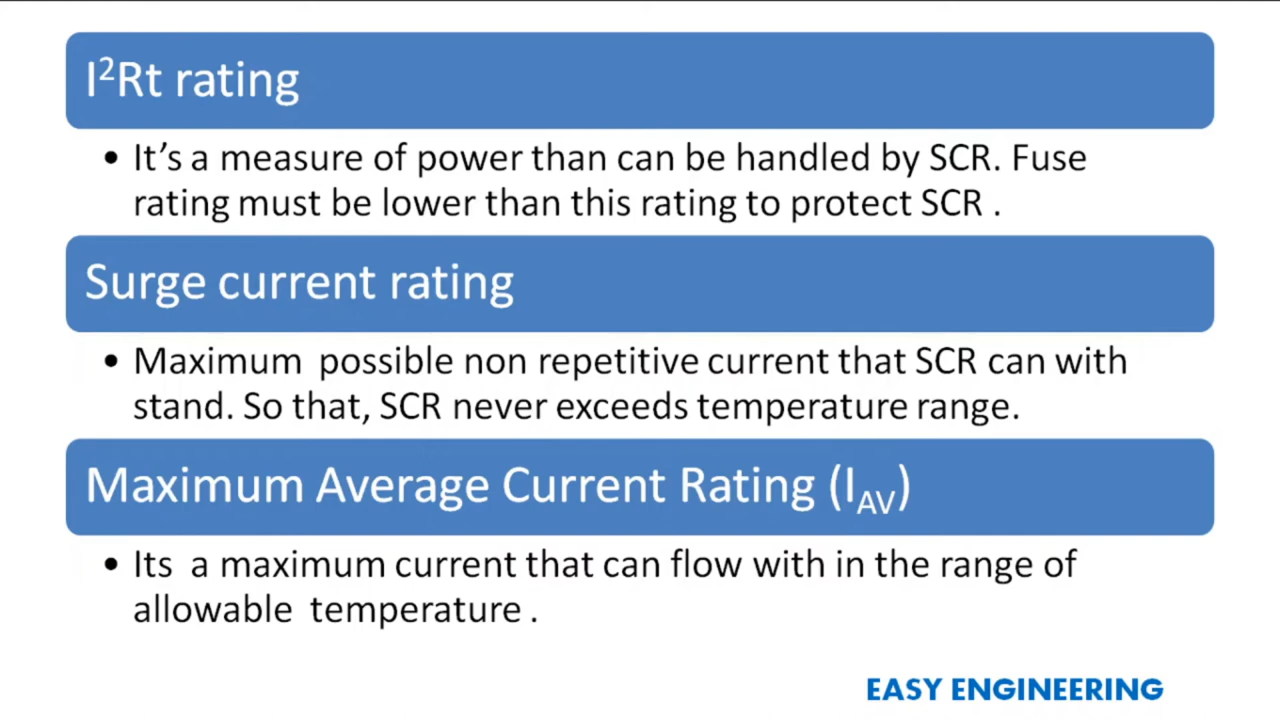 I²Rt rating
• It's a measure of power than can be handled by SCR. Fuse
rating must be lower than this rating to protect SCR .
Surge current rating
• Maximum possible non repetitive current that SCR can with
stand. So that, SCR never exceeds temperature range.
Maximum Average Current Rating (I_AV)
• Its a maximum current that can flow with in the range of
allowable temperature .
EASY ENGINEERING